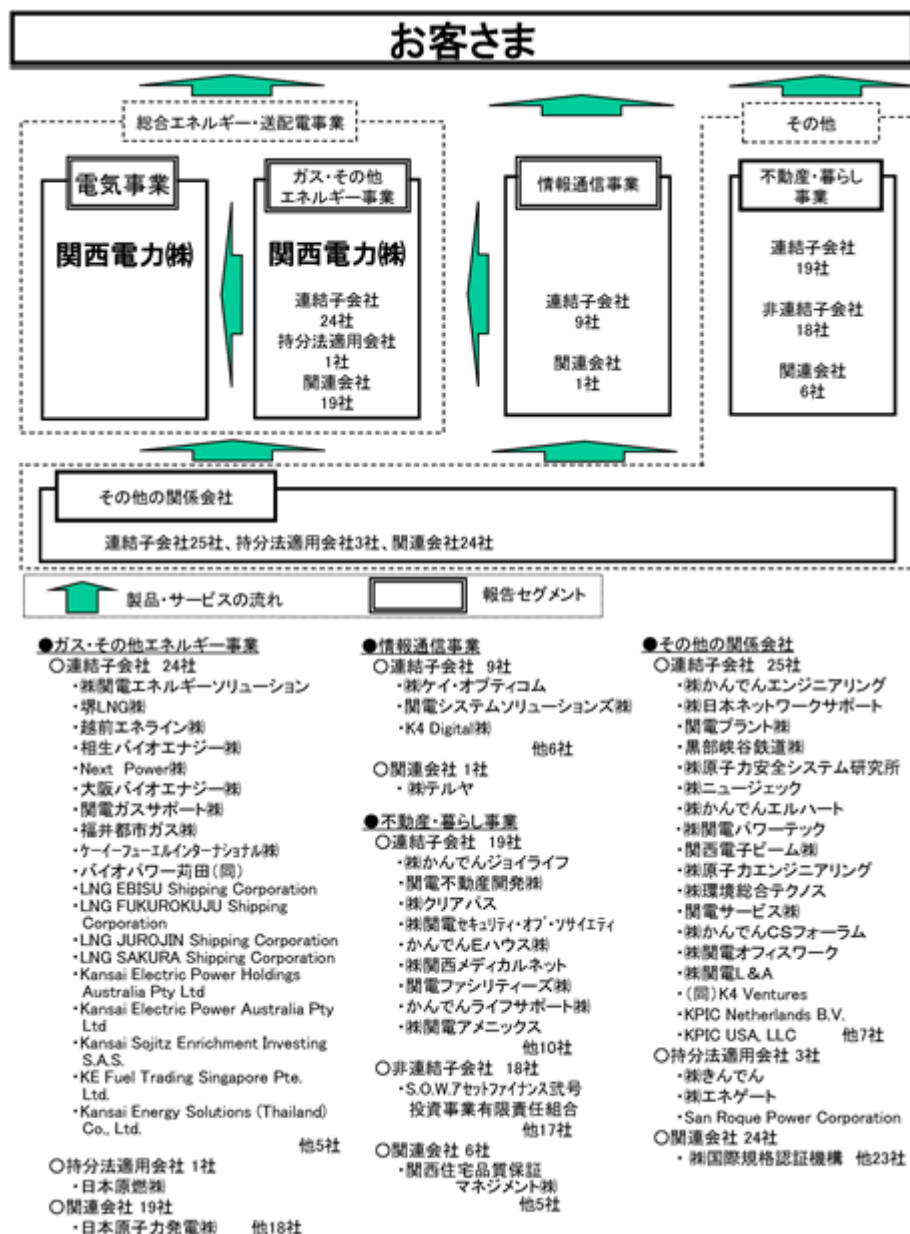 お客さま
総合エネルギー・送配電事業
その他
電気事業
関西電力㈱
ガス・その他
エネルギー事業
関西電力㈱
連結子会社
24社
持分法適用会社
1社
関連会社
19社
情報通信事業
連結子会社
9社
関連会社
1社
不動産・暮らし
事業
連結子会社
19社
非連結子会社
18社
関連会社
6社
その他の関係会社
連結子会社25社、持分法適用会社3社、関連会社24社
製品・サービスの流れ
報告セグメント
●ガス・その他エネルギー事業
○連結子会社 24社
・㈱関電エネルギーソリューション
・堺LNG㈱
・越前エネライン㈱
・相生バイオエナジー㈱
・Next Power㈱
・大阪バイオエナジー㈱
・関電ガスサポート㈱
・福井都市ガス㈱
・ケーイーフューエルインターナショナル㈱
・バイオパワー苅田(同)
・LNG EBISU Shipping Corporation
・LNG FUKUROKUJU Shipping
Corporation
・LNG JUROJIN Shipping Corporation
・LNG SAKURA Shipping Corporation
・Kansai Electric Power Holdings
Australia Pty Ltd
・Kansai Electric Power Australia Pty
Ltd
・Kansai Sojitz Enrichment Investing
S.A.S.
・KE Fuel Trading Singapore Pte.
Ltd.
・Kansai Energy Solutions (Thailand)
Co., Ltd.
他5社
○持分法適用会社 1社
・日本原燃㈱
○関連会社 19社
・日本原子力発電㈱ 他18社
●情報通信事業
○連結子会社 9社
・㈱ケイ・オプティコム
・関電システムソリューションズ㈱
・K4 Digital㈱
他6社
○関連会社 1社
・㈱テルヤ
●不動産・暮らし事業
○連結子会社 19社
・㈱かんでんジョイライフ
・関電不動産開発㈱
・㈱クリアパス
・㈱関電セキュリティ・オブ・ソサイエティ
・かんでんEハウス㈱
・㈱関西メディカルネット
・関電ファシリティーズ㈱
・かんでんライフサポート㈱
・㈱関電アメニックス
他10社
○非連結子会社 18社
・S.O.W.アセットファイナンス弐号
投資事業有限責任組合
他17社
○関連会社 6社
・関西住宅品質保証
マネジメント㈱
他5社
●その他の関係会社
○連結子会社 25社
・㈱かんでんエンジニアリング
・㈱日本ネットワークサポート
・関電プラント㈱
・黒部峡谷鉄道㈱
・㈱原子力安全システム研究所
・㈱ニュージェック
・㈱かんでんエルハート
・㈱関電パワーテック
・関西電子ビーム㈱
・㈱原子力エンジニアリング
・㈱環境総合テクノス
・関電サービス㈱
・㈱かんでんCSフォーラム
・㈱関電オフィスワーク
・㈱関電L&A
・(同)K4 Ventures
・KPIC Netherlands B.V.
・KPIC USA, LLC 他7社
○持分法適用会社 3社
・㈱きんでん
・㈱エネゲート
・San Roque Power Corporation
○関連会社 24社
・㈱国際規格認証機構 他23社